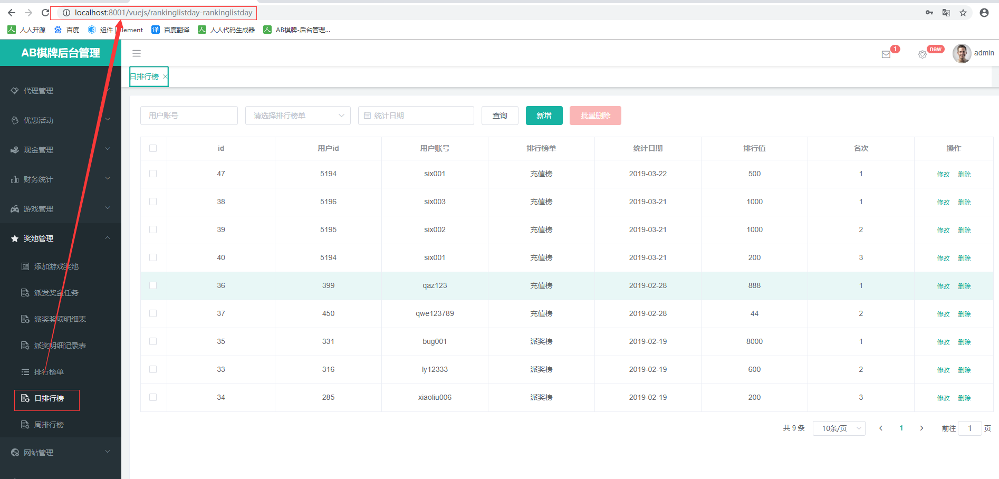 localhost:8001/vuejs/rankinglistday-rankinglistday
人人开源 百度 组件 | Element 百度翻译 人人代码生成器 AB棋牌-后台管理...
AB棋牌后台管理
1
new
admin
日排行榜
代理管理
优惠活动
现金管理
财务统计
游戏管理
奖池管理
添加游戏奖池
派发奖金任务
派奖奖项明细表
派奖明细记录表
排行榜单
日排行榜
周排行榜
网站管理
用户账号 请选择排行榜单 统计日期 查询 新增 批量删除
id 用户id 用户账号 排行榜单 统计日期 排行值 名次 操作
47 5194 six001 充值榜 2019-03-22 500 1 修改 删除
38 5196 six003 充值榜 2019-03-21 1000 1 修改 删除
39 5195 six002 充值榜 2019-03-21 1000 2 修改 删除
40 5194 six001 充值榜 2019-03-21 200 3 修改 删除
36 399 qaz123 充值榜 2019-02-28 888 1 修改 删除
37 450 qwe123789 充值榜 2019-02-28 44 2 修改 删除
35 331 bug001 派奖榜 2019-02-19 8000 1 修改 删除
33 316 ly12333 派奖榜 2019-02-19 600 2 修改 删除
34 285 xiaoliu006 派奖榜 2019-02-19 200 3 修改 删除
共 9 条 10条/页 1 前往 1 页